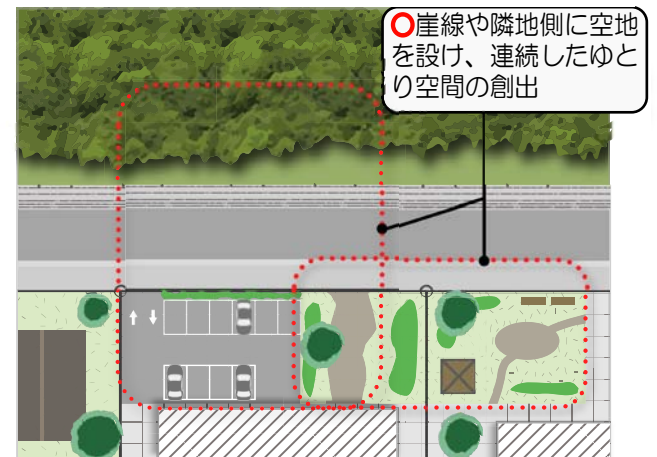 ○崖線や隣地側に空地
を設け、連続したゆと
り空間の創出